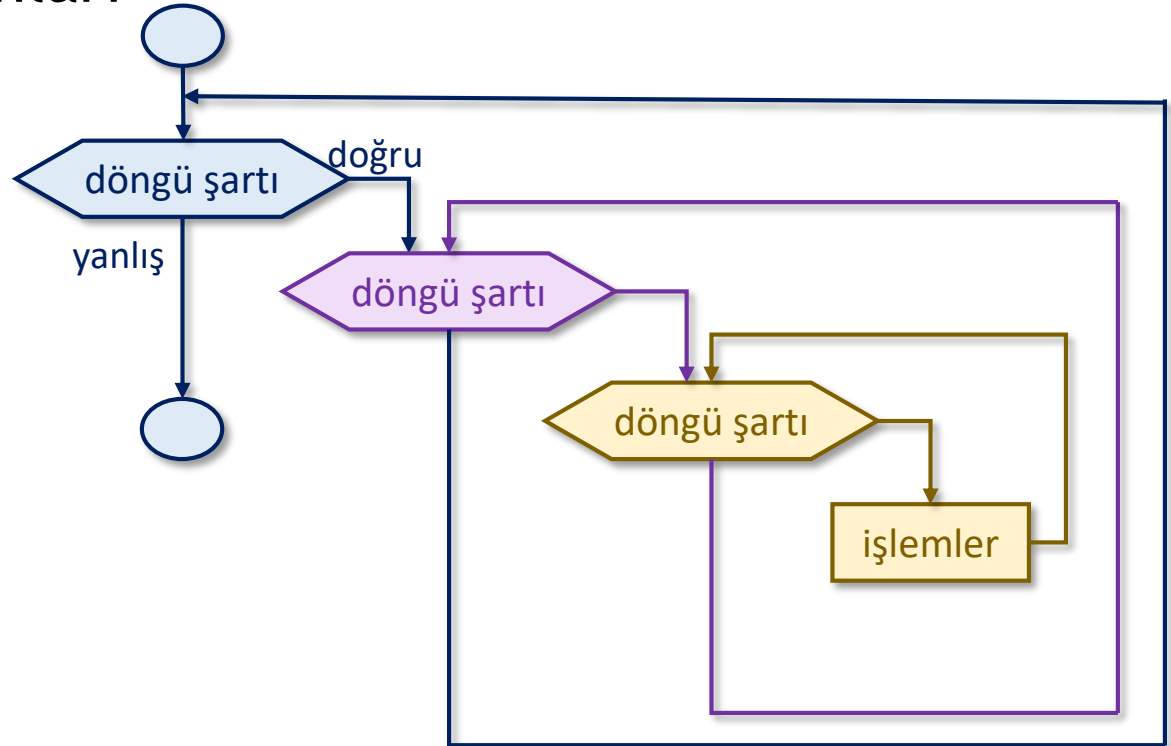 döngü şartı
doğru
yanlış
döngü şartı
döngü şartı
işlemler